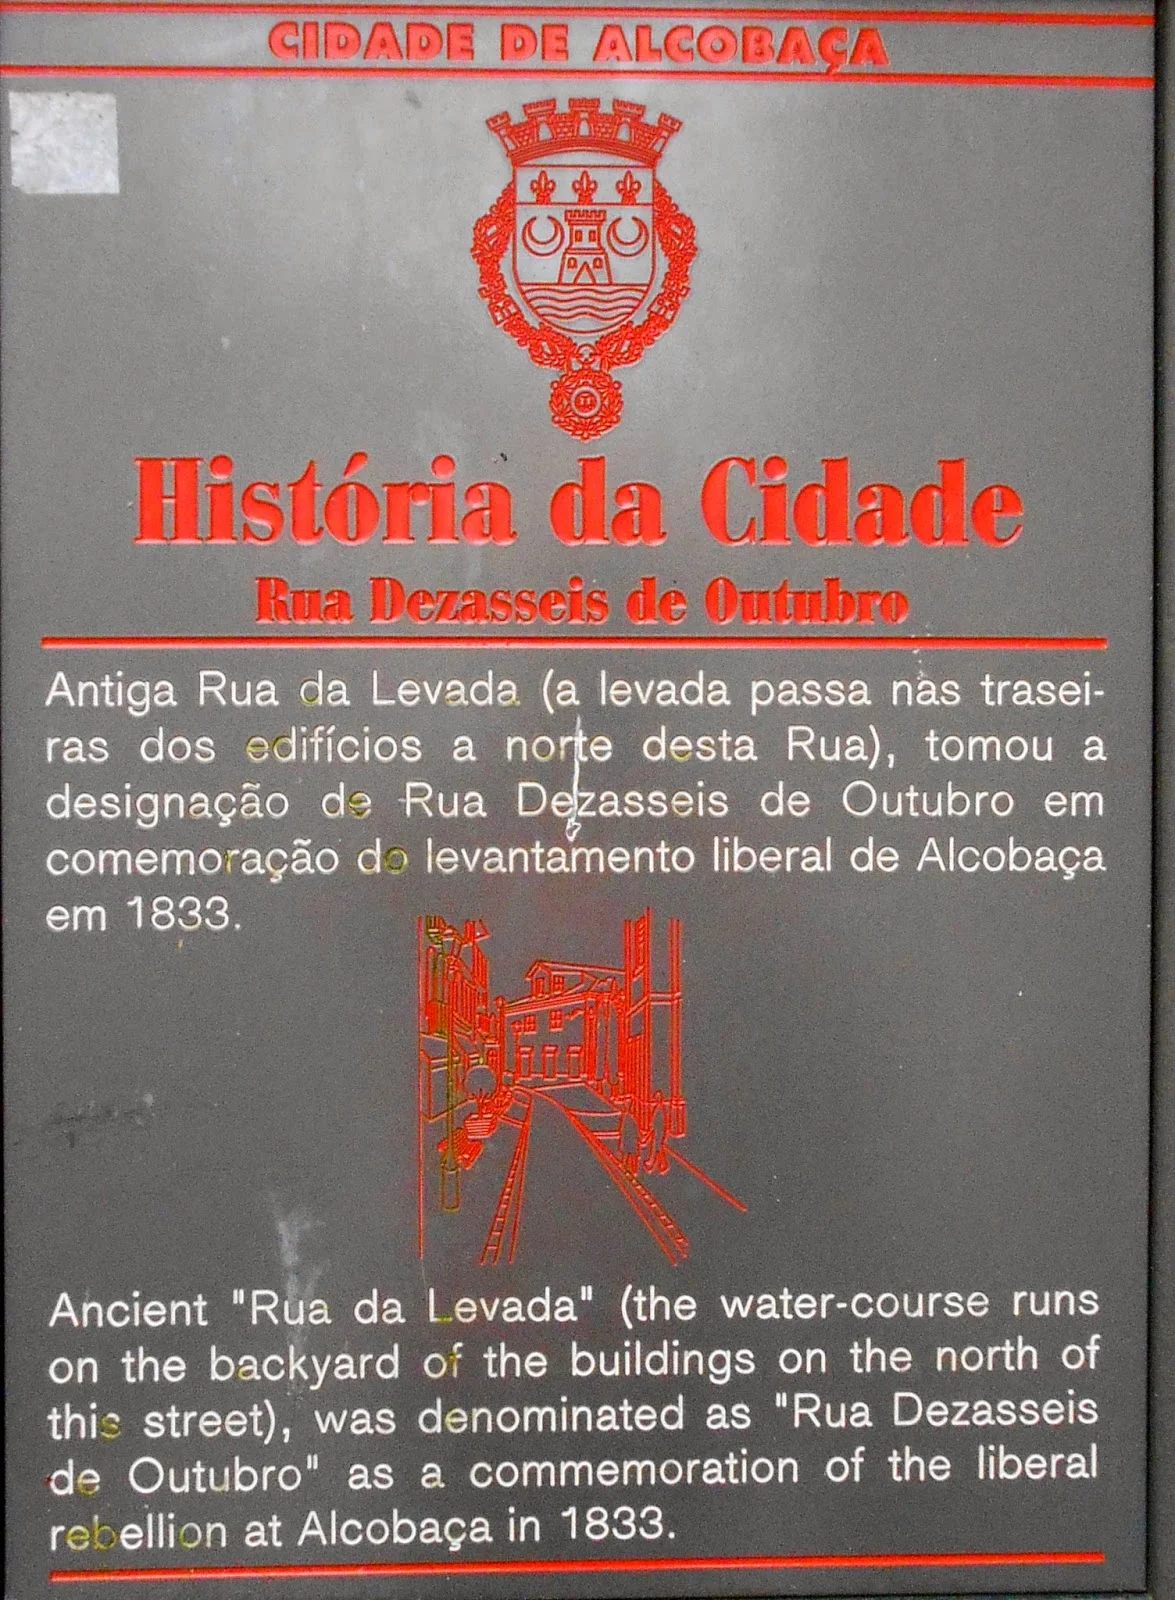 CIDADE DE ALCOBAÇA
História da Cidade
Rua Dezasseis de Outubro
Antiga Rua da Levada (a levada passa nas trasei-
ras dos edifícios a norte desta Rua), tomou a
designação de Rua Dezasseis de Outubro em
comemoração do levantamento liberal de Alcobaça
em 1833.
Ancient "Rua da Levada" (the water-course runs
on the backyard of the buildings on the north of
this street), was denominated as "Rua Dezasseis
de Outubro" as a commemoration of the liberal
rebellion at Alcobaça in 1833.